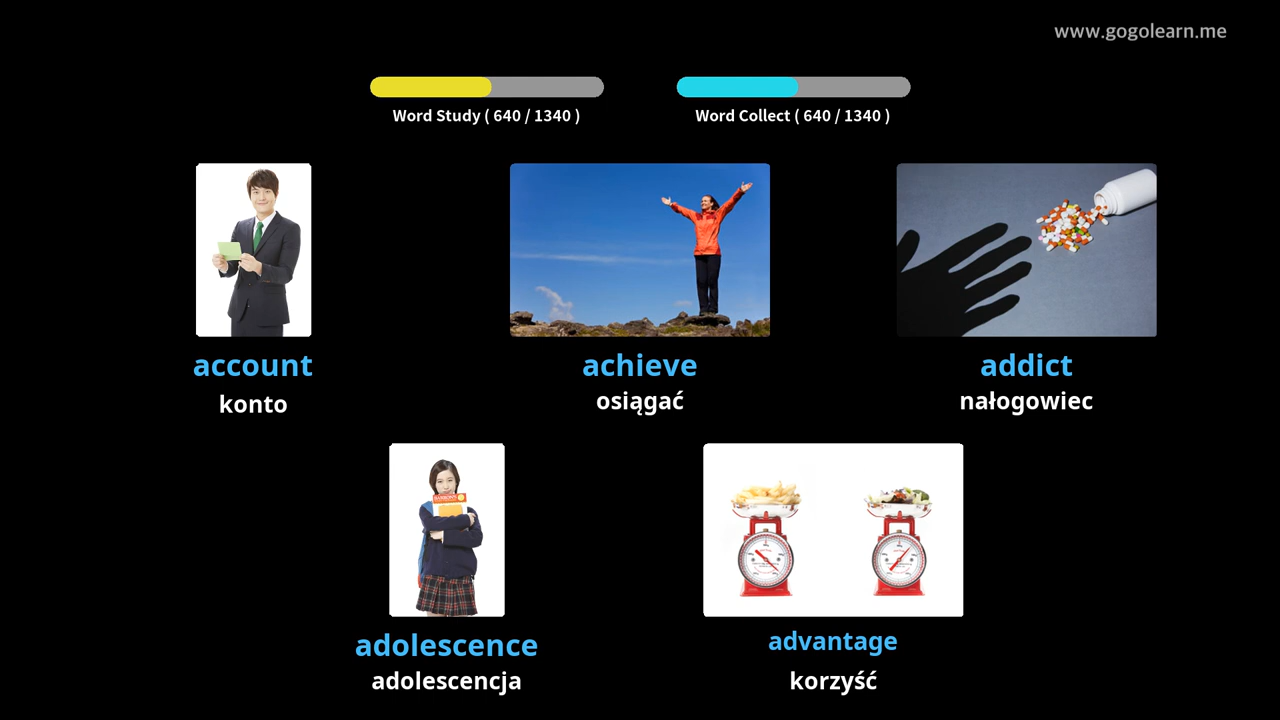 www.gogolearn.me
Word Study ( 640 / 1340 )
Word Collect ( 640 / 1340 )
account
konto
achieve
osiągać
addict
nałogowiec
adolescence
adolescencja
advantage
korzyść